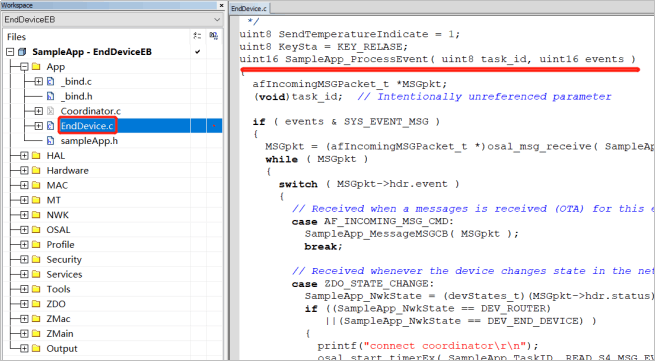 Workspace
EndDeviceEB
Files
SampleApp - EndDeviceEB
App
_bind.c
_bind.h
Coordinator.c
EndDevice.c
sampleApp.h
HAL
Hardware
MAC
MT
NWK
OSAL
Profile
Security
Services
Tools
ZDO
ZMac
ZMain
Output
EndDevice.c
*/
uint8 SendTemperatureIndicate = 1;
uint8 KeySta = KEY_RELASE;
uint16 SampleApp_ProcessEvent( uint8 task_id, uint16 events )
{
afIncomingMSGPacket_t *MSGpkt;
(void)task_id; // Intentionally unreferenced parameter
if ( events & SYS_EVENT_MSG )
{
MSGpkt = (afIncomingMSGPacket_t *)osal_msg_receive( SampleAp
while ( MSGpkt )
{
switch ( MSGpkt->hdr.event )
{
// Received when a messages is received (OTA) for this e
case AF_INCOMING_MSG_CMD:
SampleApp_MessageMSGCB( MSGpkt );
break;
// Received whenever the device changes state in the net
case ZDO_STATE_CHANGE:
SampleApp_NwkState = (devStates_t)(MSGpkt->hdr.status)
if ((SampleApp_NwkState == DEV_ROUTER)
||(SampleApp_NwkState == DEV_END_DEVICE) )
{
printf("connect coordinator\r\n");
osal_start_timerEx( SampleApp_TaskID, READ_S4_MSG_EV